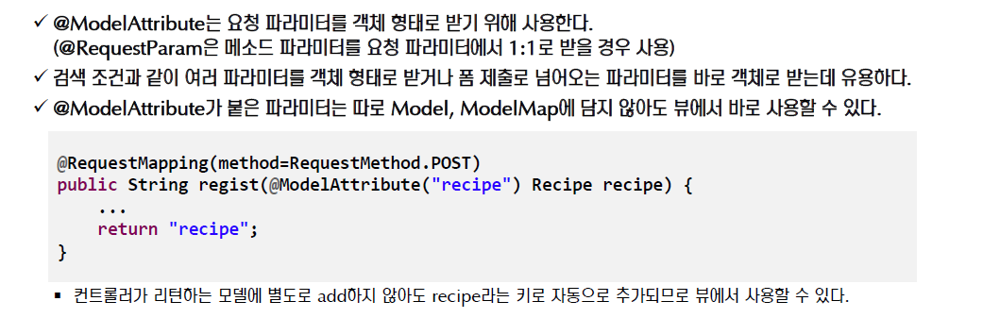 ✓ @ModelAttribute는 요청 파라미터를 객체 형태로 받기 위해 사용한다.
(@RequestParam은 메소드 파라미터를 요청 파라미터에서 1:1로 받을 경우 사용)
✓ 검색 조건과 같이 여러 파라미터를 객체 형태로 받거나 폼 제출로 넘어오는 파라미터를 바로 객체로 받는데 유용하다.
✓ @ModelAttribute가 붙은 파라미터는 따로 Model, ModelMap에 담지 않아도 뷰에서 바로 사용할 수 있다.
@RequestMapping(method=RequestMethod.POST)
public String regist(@ModelAttribute("recipe") Recipe recipe) {
...
return "recipe";
}
▪ 컨트롤러가 리턴하는 모델에 별도로 add하지 않아도 recipe라는 키로 자동으로 추가되므로 뷰에서 사용할 수 있다.